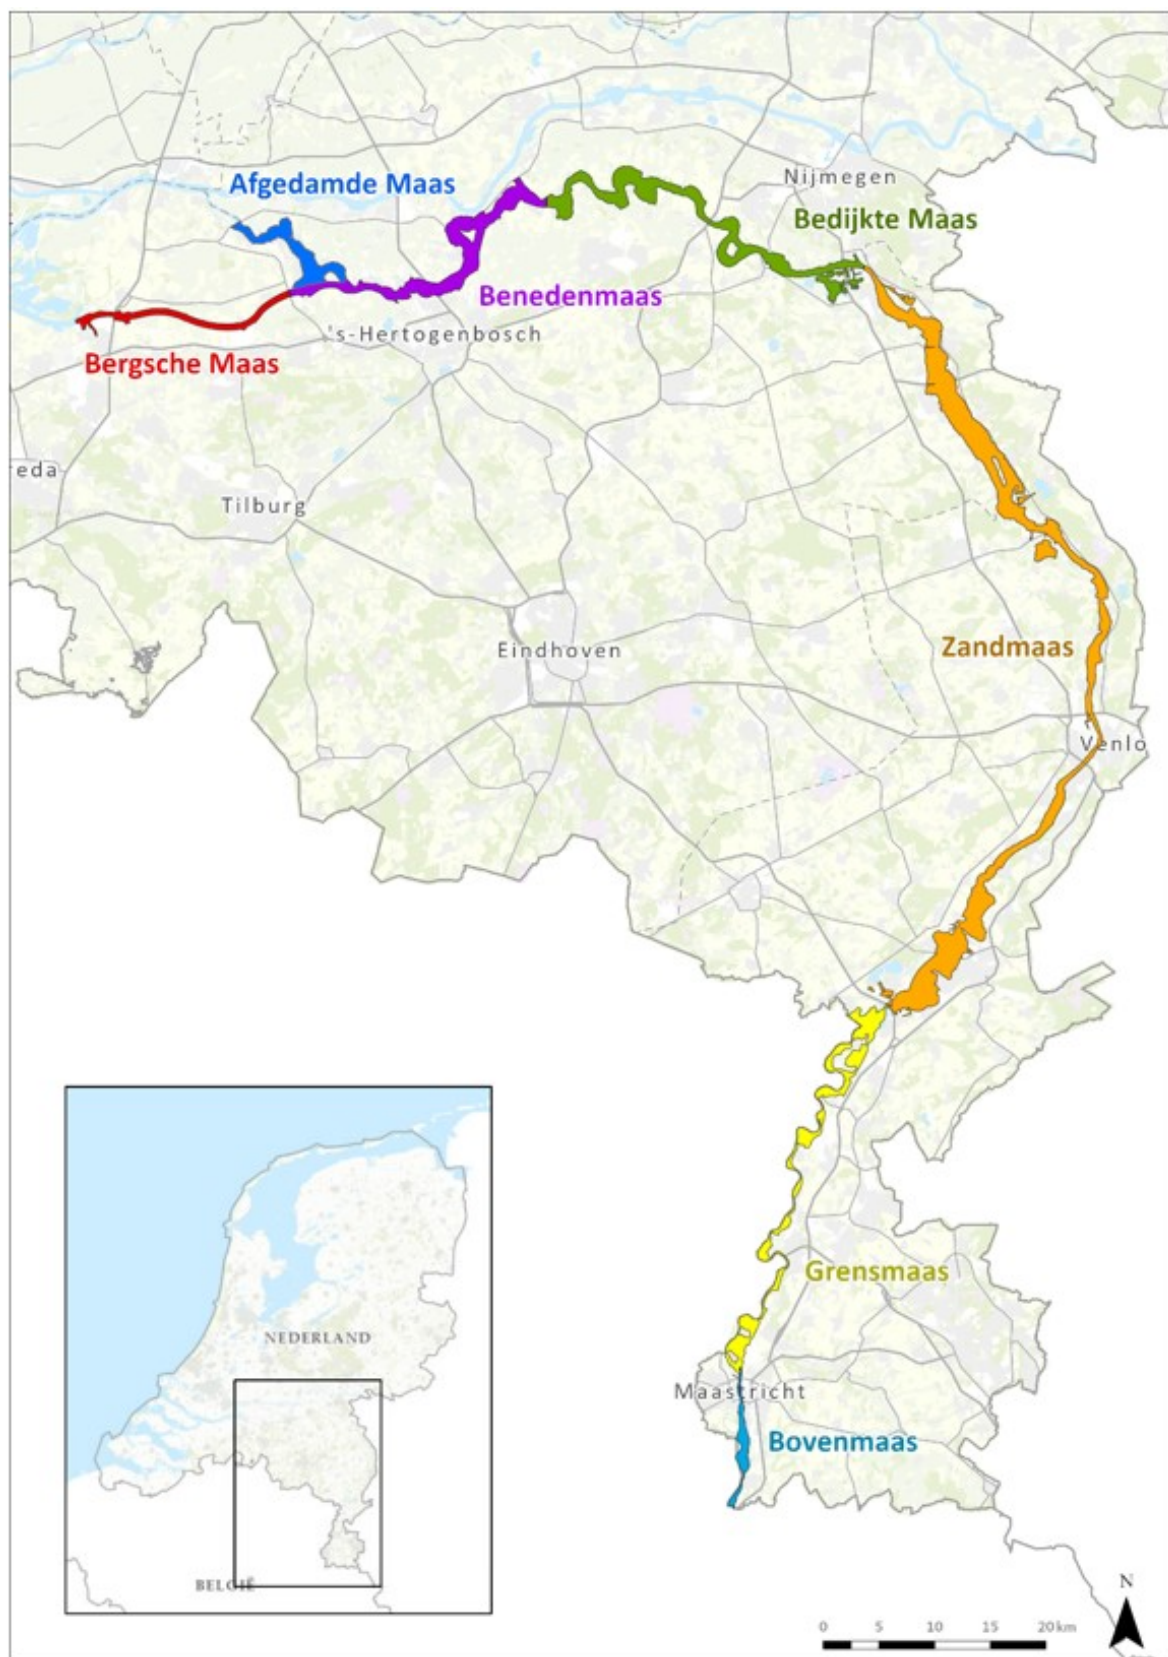 Nijmegen
Afgedamde Maas
Bedijkte Maas
Benedenmaas
's-Hertogenbosch
Bergsche Maas
eda
Tilburg
Eindhoven
Zandmaas
Venlo
Grensmaas
Maastricht
Bovenmaas
NEDERLAND
BELGIË
N
0 5 10 15 20 km